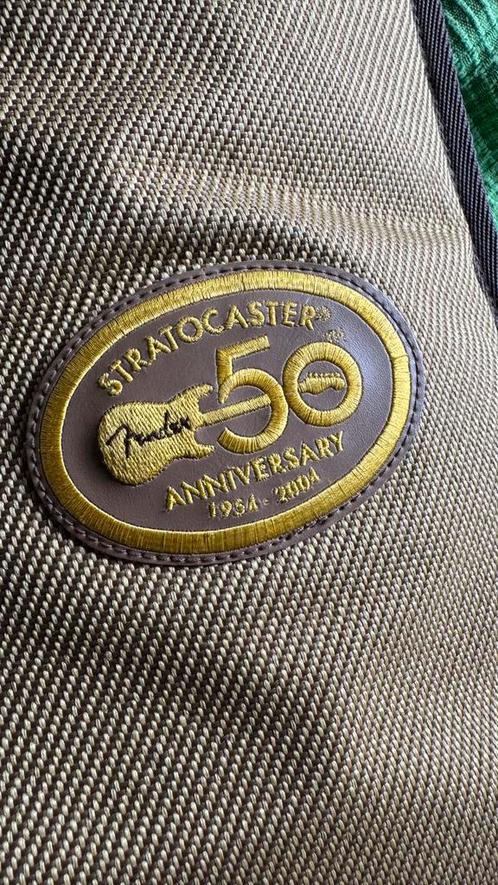 STRATOCASTER®
50
Fender
ANNIVERSARY
1954 - 2004